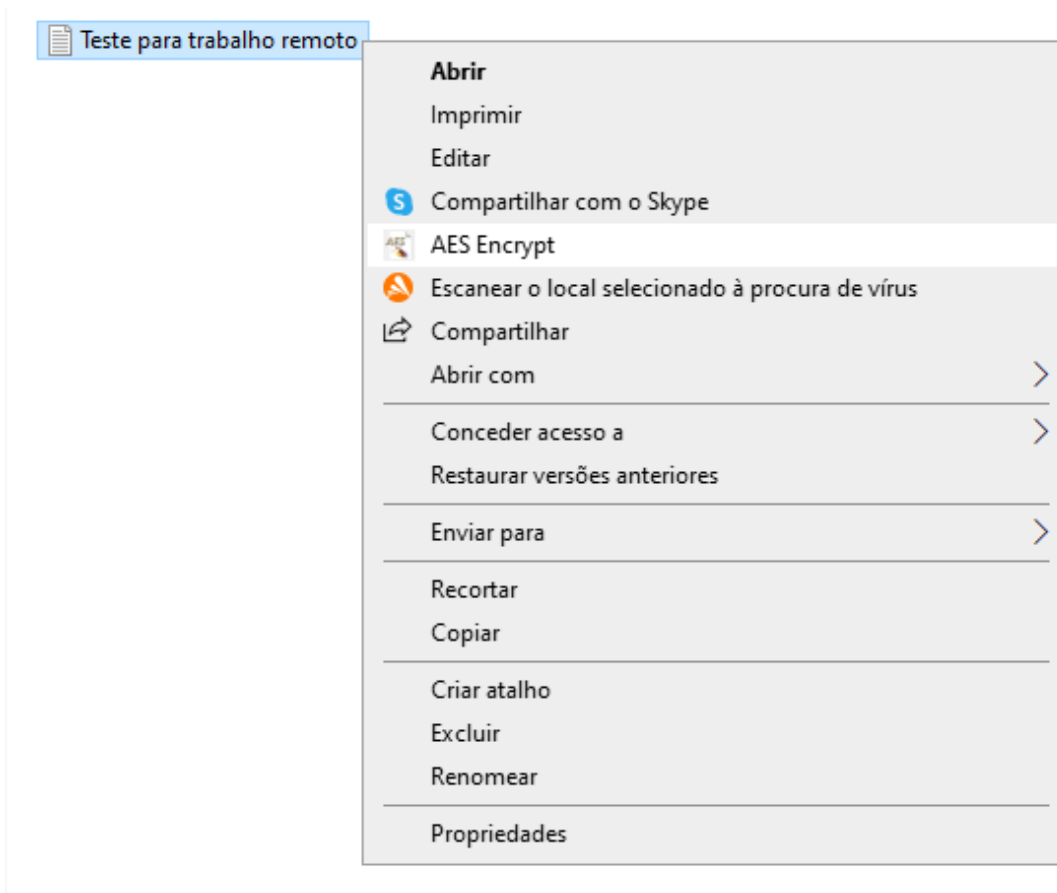 Teste para trabalho remoto
Abrir
Imprimir
Editar
Compartilhar com o Skype
AES Encrypt
Escanear o local selecionado à procura de vírus
Compartilhar
Abrir com
Conceder acesso a
Restaurar versões anteriores
Enviar para
Recortar
Copiar
Criar atalho
Excluir
Renomear
Propriedades